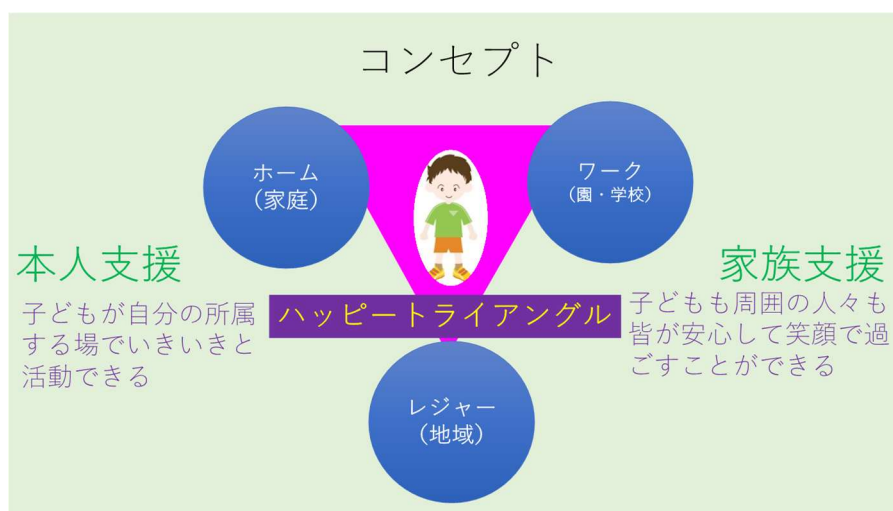 コンセプト
ホーム
（家庭）
ワーク
（園・学校）
本人支援
子どもが自分の所属
する場でいきいきと
活動できる
ハッピートライアングル
家族支援
子どもも周囲の人々も
皆が安心して笑顔で過
ごすことができる
レジャー
（地域）